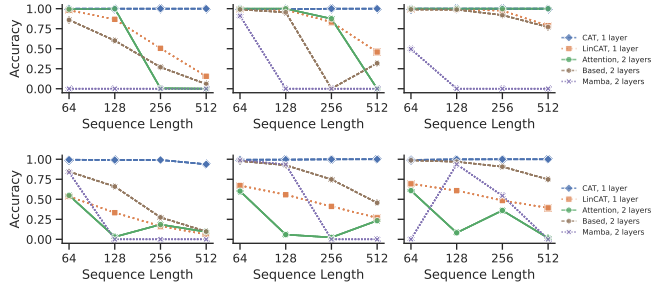 Accuracy
1.00
0.75
0.50
0.25
0.00
64 128 256 512
Sequence Length
64 128 256 512
Sequence Length
64 128 256 512
Sequence Length
CAT, 1 layer
LinCAT, 1 layer
Attention, 2 layers
Based, 2 layers
Mamba, 2 layers
Accuracy
1.00
0.75
0.50
0.25
0.00
64 128 256 512
Sequence Length
64 128 256 512
Sequence Length
64 128 256 512
Sequence Length
CAT, 1 layer
LinCAT, 1 layer
Attention, 2 layers
Based, 2 layers
Mamba, 2 layers